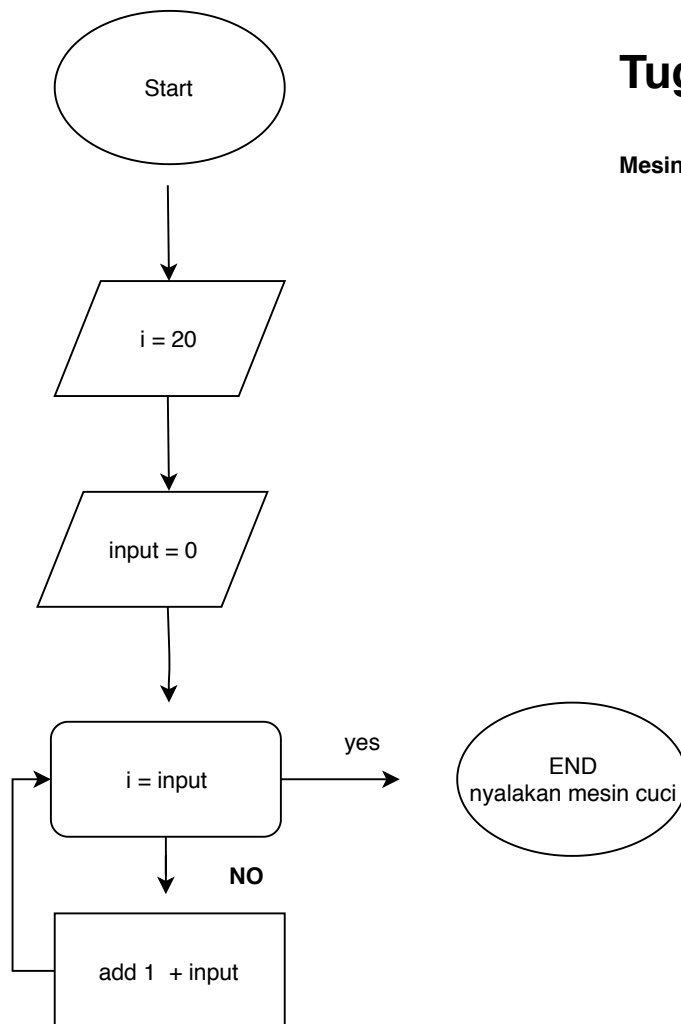 Start
Tug
Mesin
i = 20
input = 0
i = input
yes
END
nyalakan mesin cuci
NO
add 1 + input